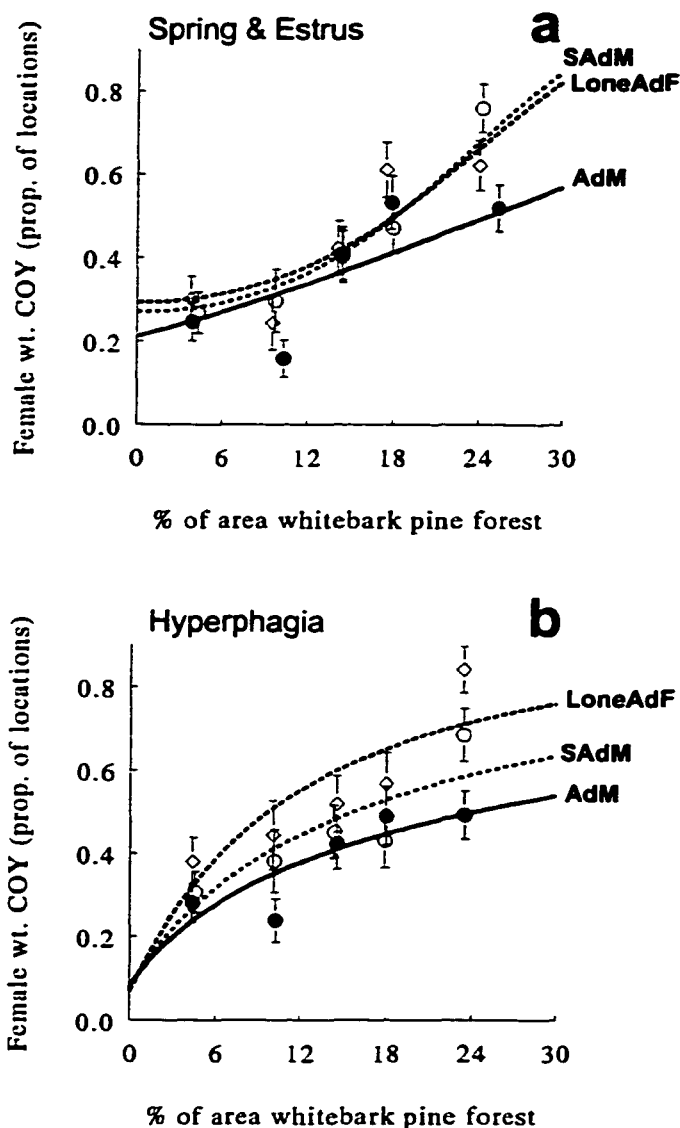 Spring & Estrus
a
Female wt. COY (prop. of locations)
0.8
0.6
0.4
0.2
0.0
SAdM
LoneAdF
AdM
0 6 12 18 24 30
% of area whitebark pine forest
Hyperphagia
b
Female wt. COY (prop. of locations)
0.8
0.6
0.4
0.2
0.0
LoneAdF
SAdM
AdM
0 6 12 18 24 30
% of area whitebark pine forest